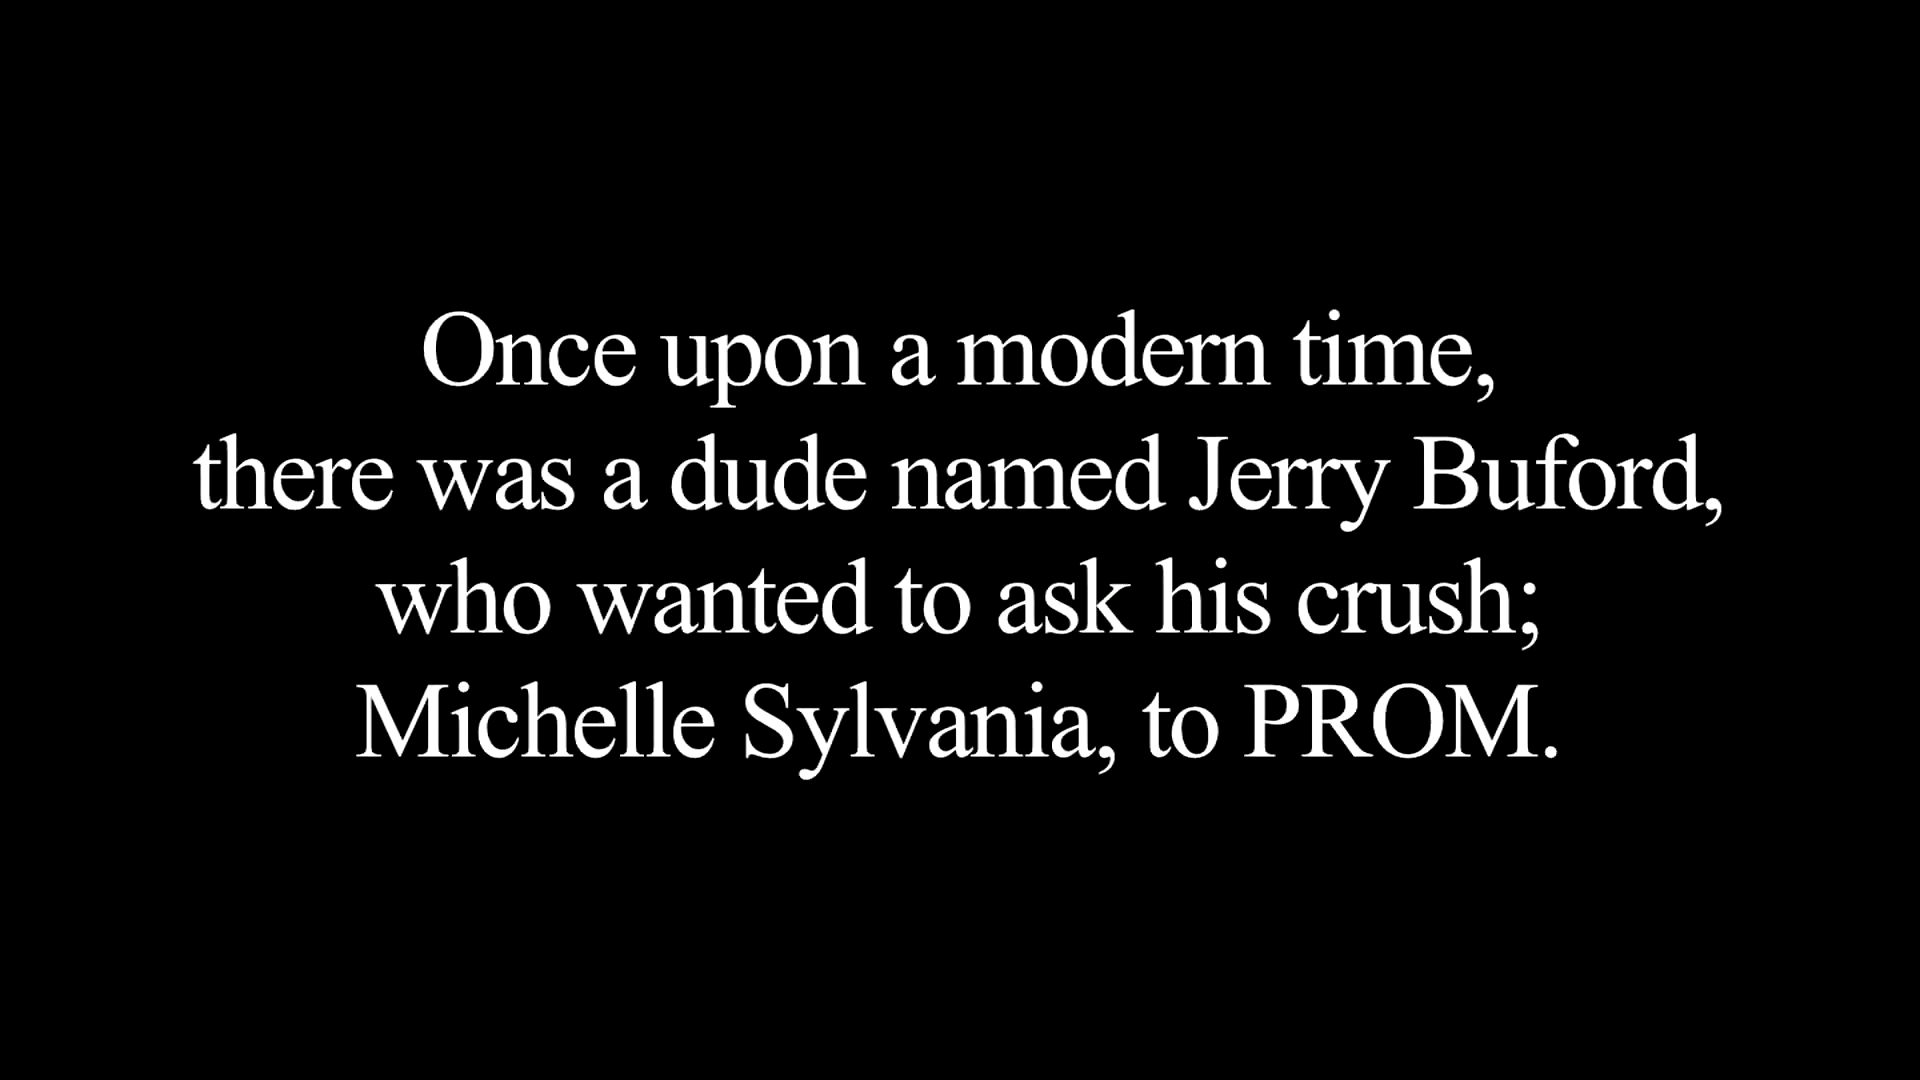 Once upon a modern time,
there was a dude named Jerry Buford,
who wanted to ask his crush;
Michelle Sylvania, to PROM.